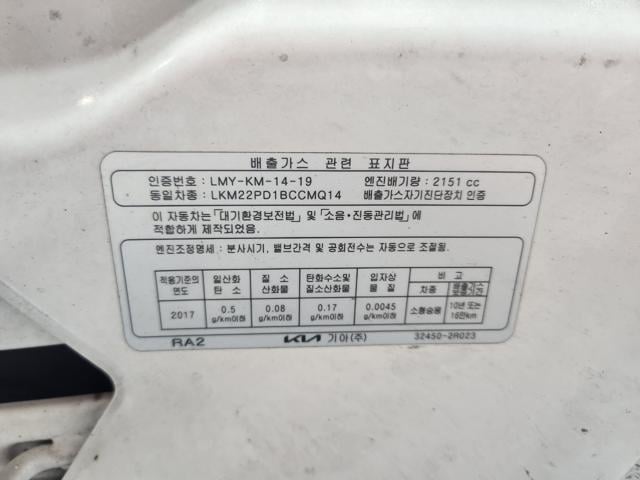 배출가스 관련 표지판
인증번호 : LMY-KM-14-19 엔진배기량 : 2151 cc
동일차종 : LKM22PD1BCCMQ14 배출가스자기진단장치 인증
이 자동차는「대기환경보전법」 및 「소음·진동관리법」에
적합하게 제작되었음.
엔진조정명세 : 분사시기, 밸브간격 및 공회전수는 자동으로 조절됨.
적용기준의 연도 일산화 탄소 질소 산화물 탄화수소및 질소산화물 입자상 물질 비고
차종 배출가스
2017 0.5 g/km이하 0.08 g/km이하 0.17 g/km이하 0.0045 g/km이하 소형승용 10년 또는 16만km
RA2 KIA 기아(주) 32450-2R023